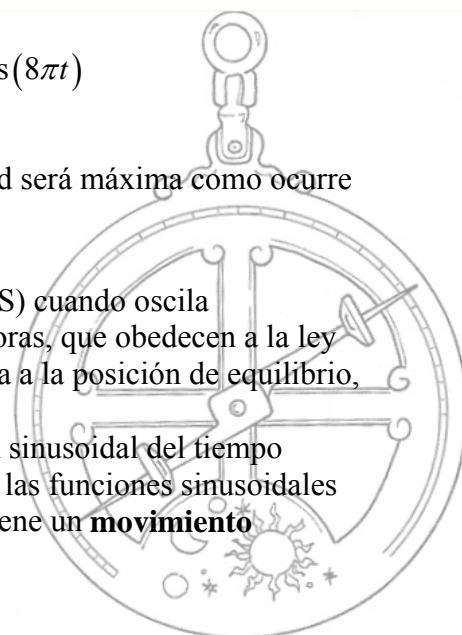 s(8πt)
d será máxima como ocurre
S) cuando oscila
oras, que obedecen a la ley
a a la posición de equilibrio,
sinusoidal del tiempo
las funciones sinusoidales
iene un movimiento